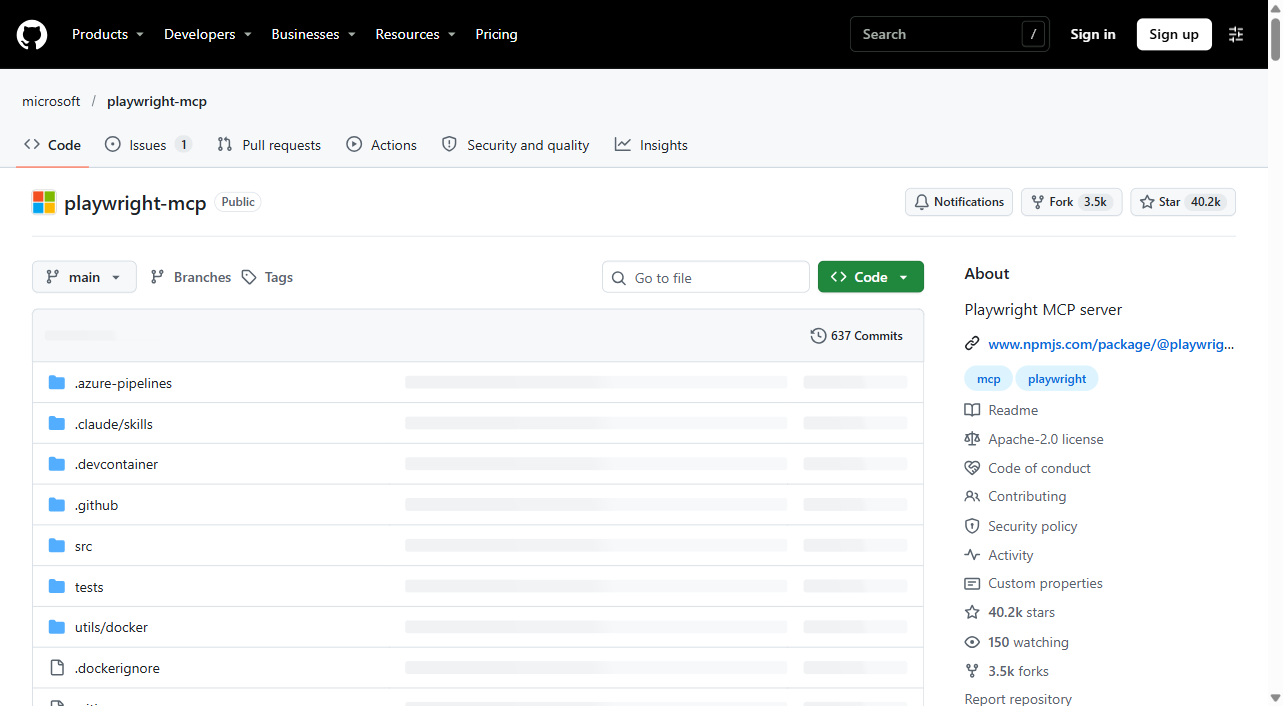 Products Developers Businesses Resources Pricing Search / Sign in Sign up
microsoft / playwright-mcp
Code Issues 1 Pull requests Actions Security and quality Insights
playwright-mcp Public Notifications Fork 3.5k Star 40.2k
main Branches Tags Go to file Code
637 Commits
.azure-pipelines
.claude/skills
.devcontainer
.github
src
tests
utils/docker
.dockerignore
About
Playwright MCP server
www.npmjs.com/package/@playwrig...
mcp playwright
Readme
Apache-2.0 license
Code of conduct
Contributing
Security policy
Activity
Custom properties
40.2k stars
150 watching
3.5k forks
Report repository